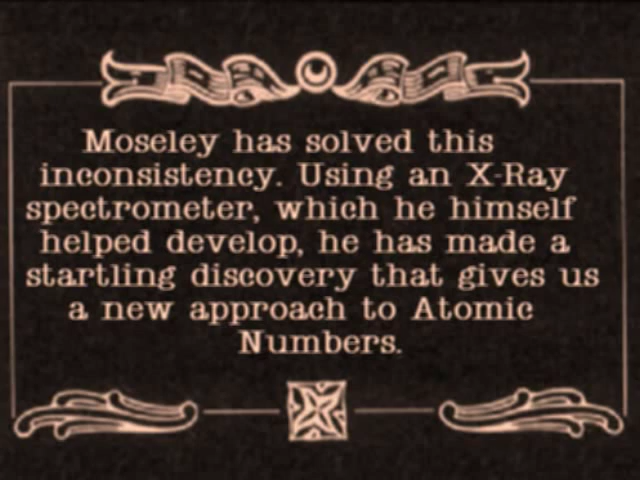 Moseley has solved this
inconsistency. Using an X-Ray
spectrometer, which he himself
helped develop, he has made a
startling discovery that gives us
a new approach to Atomic
Numbers.